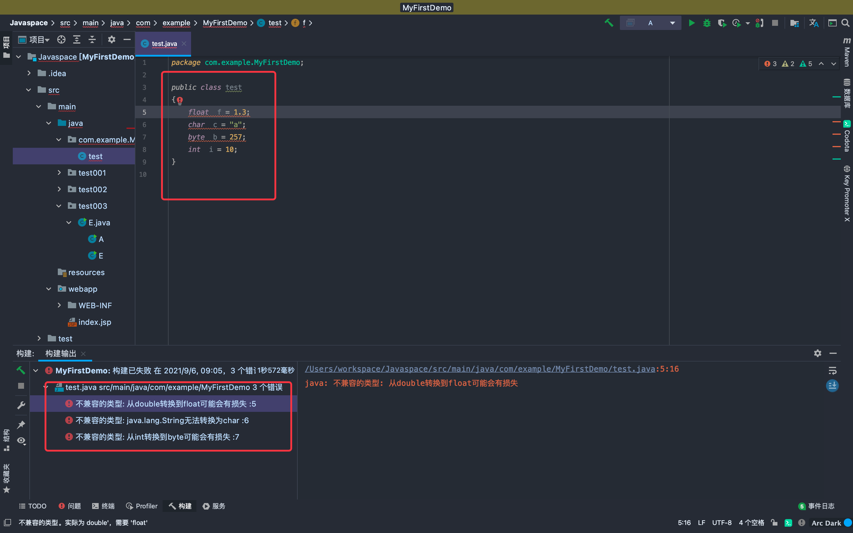 MyFirstDemo
Javaspace > src > main > java > com > example > MyFirstDemo > test > f >
A
项目
test.java
Javaspace [MyFirstDemo
.idea
src
main
java
com.example.M
test
test001
test002
test003
E.java
A
E
resources
webapp
WEB-INF
index.jsp
test
1 package com.example.MyFirstDemo;
2
3 public class test
4 {
5 float f = 1.3;
6 char c = "a";
7 byte b = 257;
8 int i = 10;
9 }
10
3 2 5
项目
结构
收藏夹
Maven
数据库
Codota
Key Promoter X
构建: 构建输出
MyFirstDemo: 构建已失败 在 2021/9/6, 09:05, 3 个错误 1秒572毫秒
test.java src/main/java/com/example/MyFirstDemo 3 个错误
不兼容的类型: 从double转换到float可能会有损失 :5
不兼容的类型: java.lang.String无法转换为char :6
不兼容的类型: 从int转换到byte可能会有损失 :7
/Users/workspace/Javaspace/src/main/java/com/example/MyFirstDemo/test.java:5:16
java: 不兼容的类型: 从double转换到float可能会有损失
TODO 问题 终端 Profiler 构建 服务 6 事件日志
不兼容的类型。实际为 double', 需要 'float' 5:16 LF UTF-8 4 个空格 Arc Dark